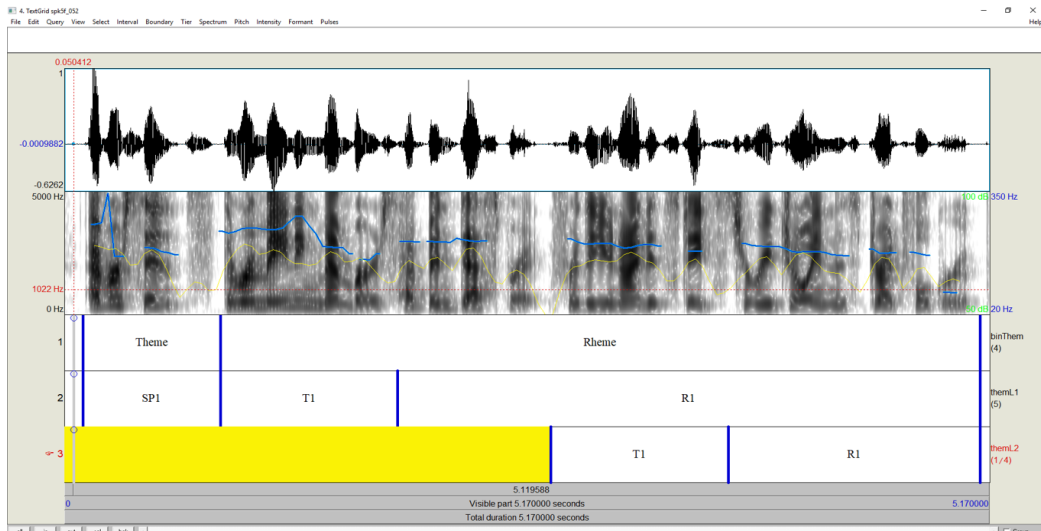 4. TextGrid spk5f_052
File Edit Query View Select Interval Boundary Tier Spectrum Pitch Intensity Formant Pulses Help
0.050412
1
-0.0009882
-0.6262
5000 Hz 100 dB 350 Hz
1022 Hz
0 Hz 20 Hz
1 Theme Rheme binThem
(4)
2 SP1 T1 R1 themL1
(5)
3 T1 R1 themL2
(1/4)
5.119588
0 Visible part 5.170000 seconds 5.170000
Total duration 5.170000 seconds